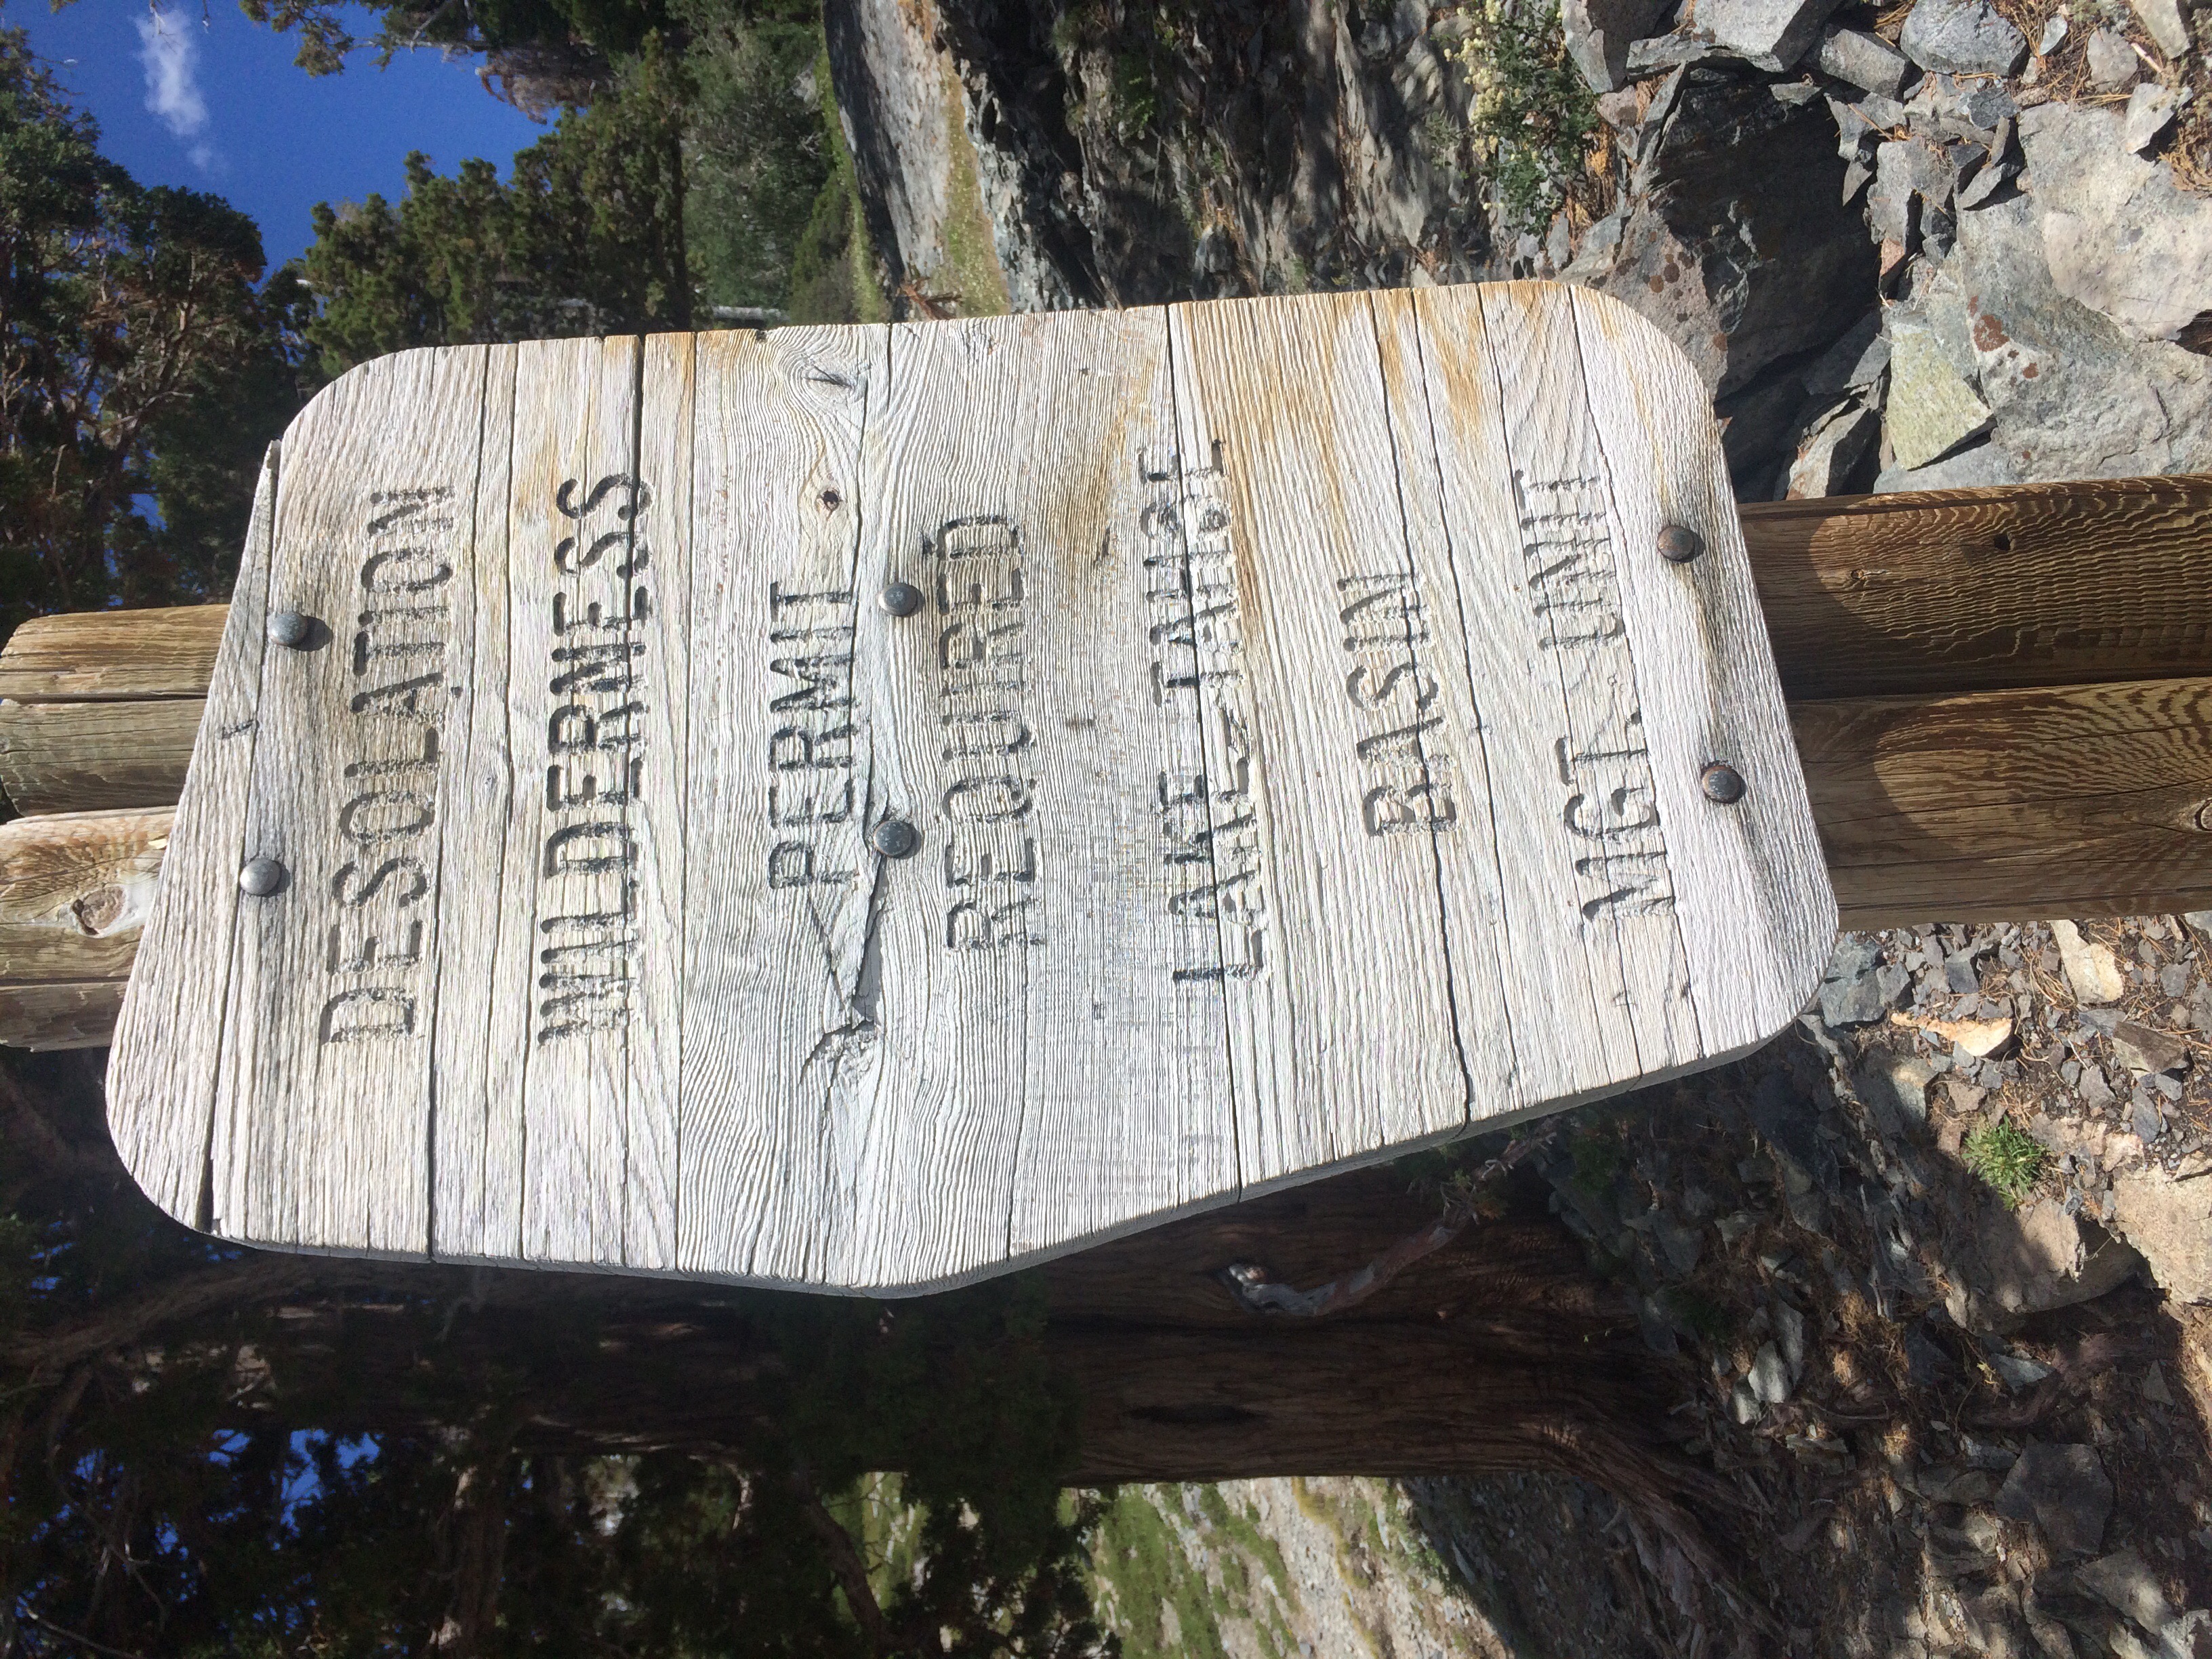 DESOLATION
WILDERNESS
PERMIT
REQUIRED
LAKE TAHOE
BASIN
MGT. UNIT